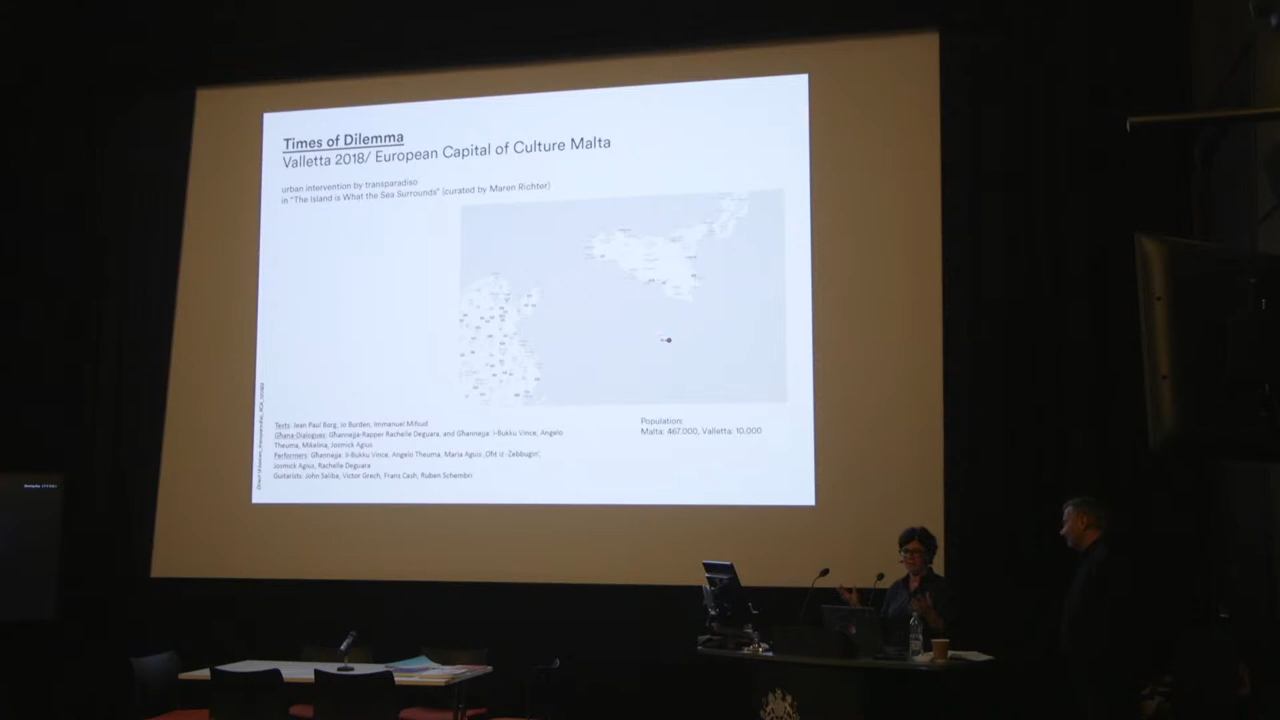 Times of Dilemma
Valletta 2018/ European Capital of Culture Malta
urban intervention by transparadiso
in "The Island is What the Sea Surrounds" (curated by Maren Richter)
Texts: Jean Paul Borg, Jo Burden, Immanuel Mifsud
Ghana-Dialogues: Għannejja-Rapper Rachelle Deguara, and Għannejja: l-Bukku Vince, Angelo
Theuma, Mikelina, Josmick Agius
Performers: Għannejja: Il-Bukku Vince, Angelo Theuma, Maria Agius
Josmick Agius, Rachelle Deguara
Guitarists: John Saliba, Victor Grech, Frans Cash, Ruben Schembri
Population:
Malta: 467.000, Valletta: 10.000